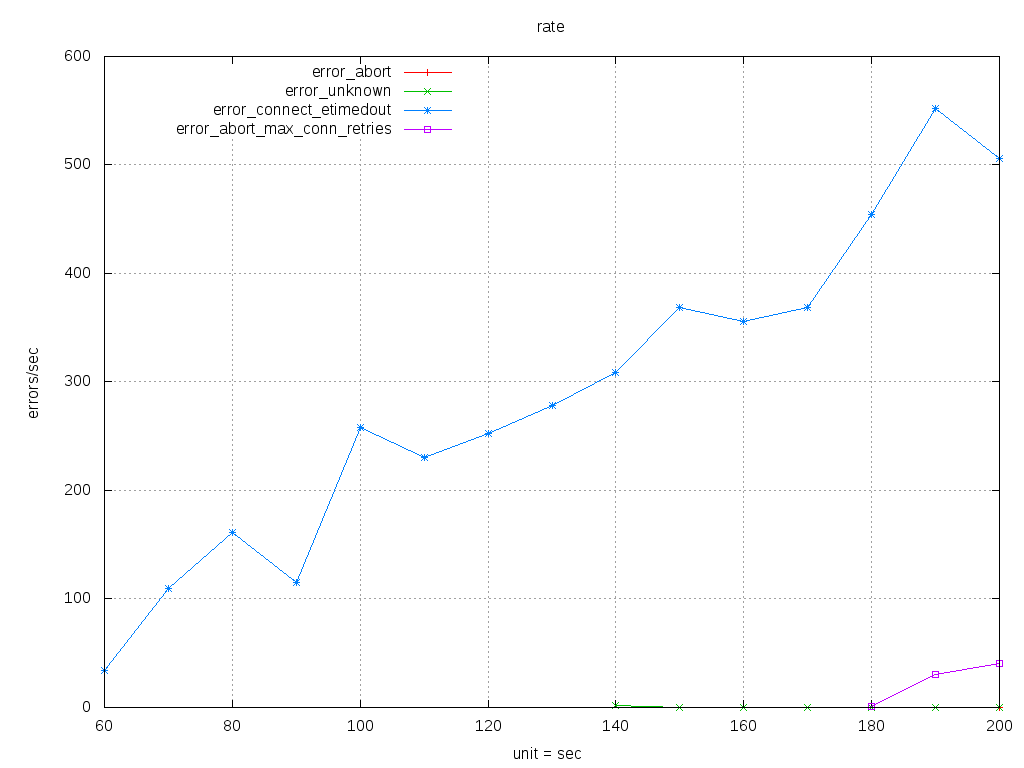 rate
600
500
400
300
200
100
0
error_abort
error_unknown
error_connect_etimedout
error_abort_max_conn_retries
errors/sec
60 80 100 120 140 160 180 200
unit = sec